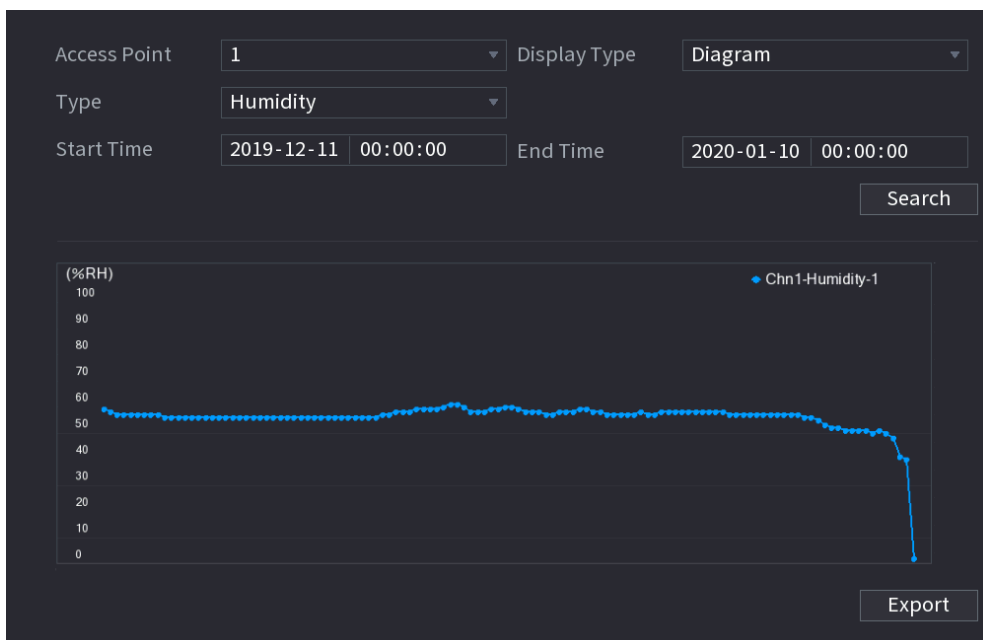 Access Point 1 Display Type Diagram
Type Humidity
Start Time 2019-12-11 00:00:00 End Time 2020-01-10 00:00:00
Search
(%RH)
Chn1-Humidity-1
100
90
80
70
60
50
40
30
20
10
0
Export